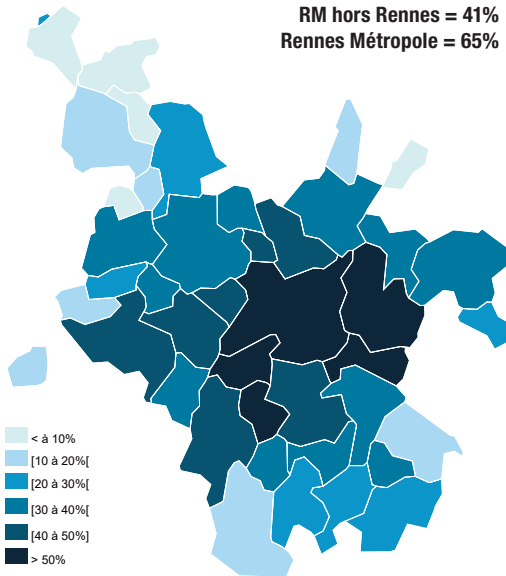 RM hors Rennes = 41%
Rennes Métropole = 65%
< à 10%
[10 à 20%[
[20 à 30%[
[30 à 40%[
[40 à 50%]
> 50%